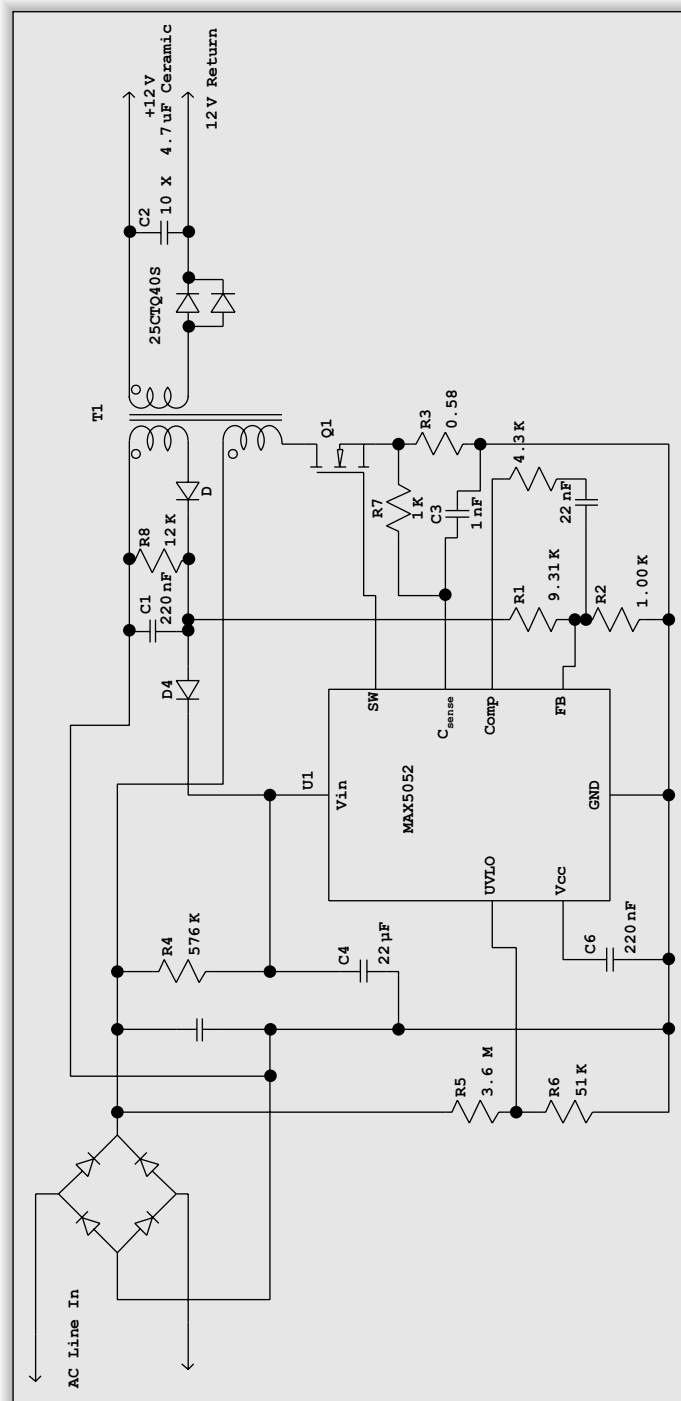 AC Line In
R4
576K
C4
22µF
R5
3.6 M
R6
51K
C6
220nF
U1
Vin
MAX5052
UVLO
Vcc
GND
SW
Csense
Comp
FB
D4
C1
220nF
R8
12K
D
T1
25CTQ40S
C2
10 X 4.7uF Ceramic
+12V
12V Return
Q1
R3
0.58
R7
1K
C3
1nF
4.3K
22nF
R1
9.31K
R2
1.00K